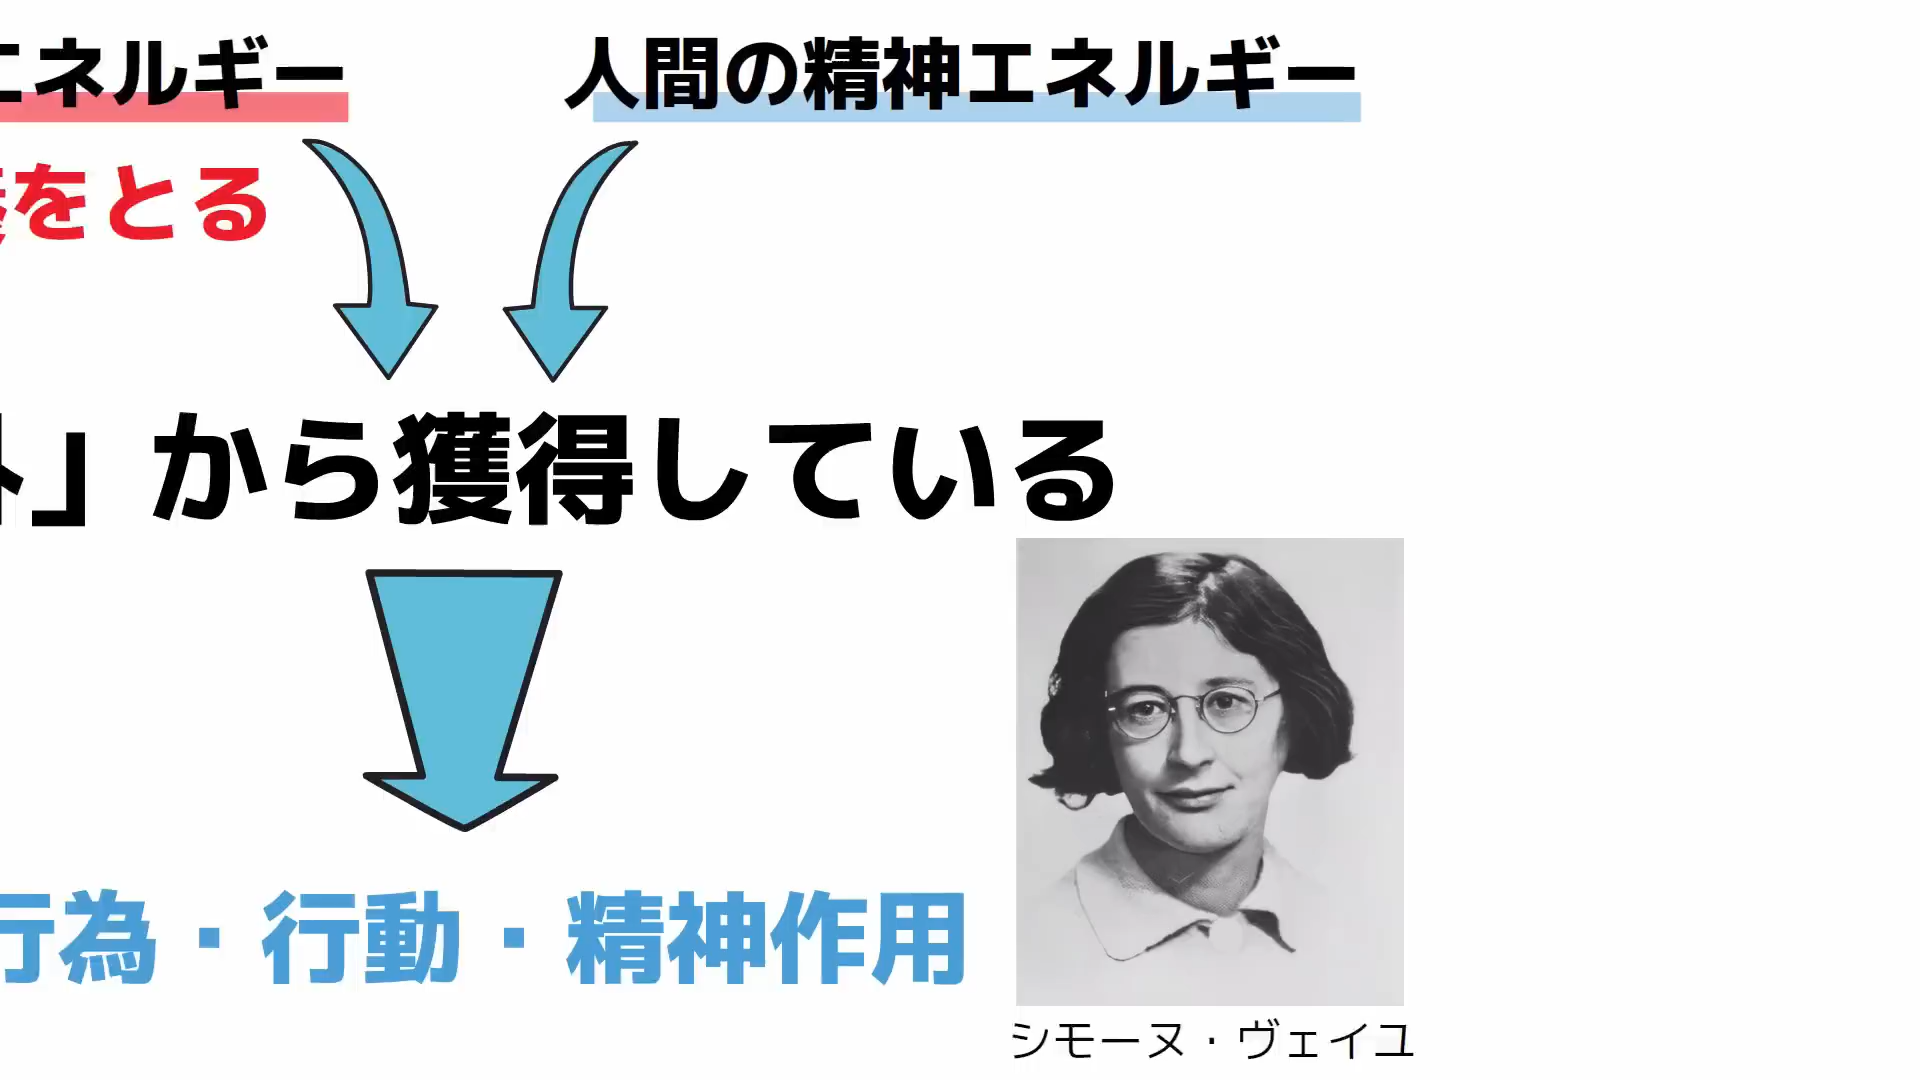 エネルギー
人間の精神エネルギー
をとる
」から獲得している
行為・行動・精神作用
シモーヌ・ヴェイユ